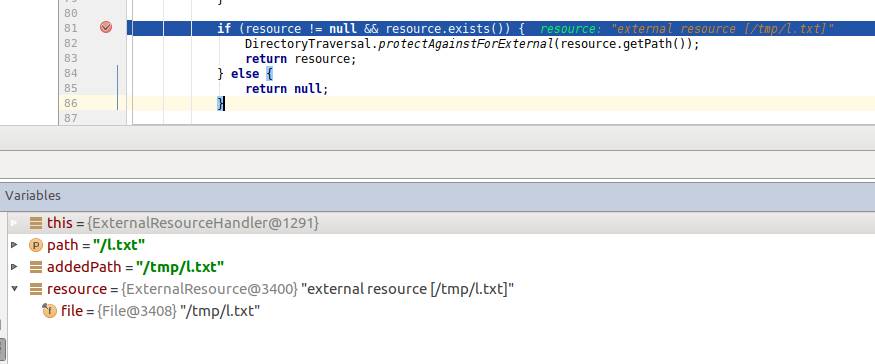 80
81 if (resource != null && resource.exists()) { resource: "external resource [/tmp/l.txt]"
82 DirectoryTraversal.protectAgainstForExternal(resource.getPath());
83 return resource;
84 } else {
85 return null;
86 }
87
Variables
this = {ExternalResourceHandler@1291}
p path = "/l.txt"
addedPath = "/tmp/l.txt"
resource = {ExternalResource@3400} "external resource [/tmp/l.txt]"
f file = {File@3408} "/tmp/l.txt"